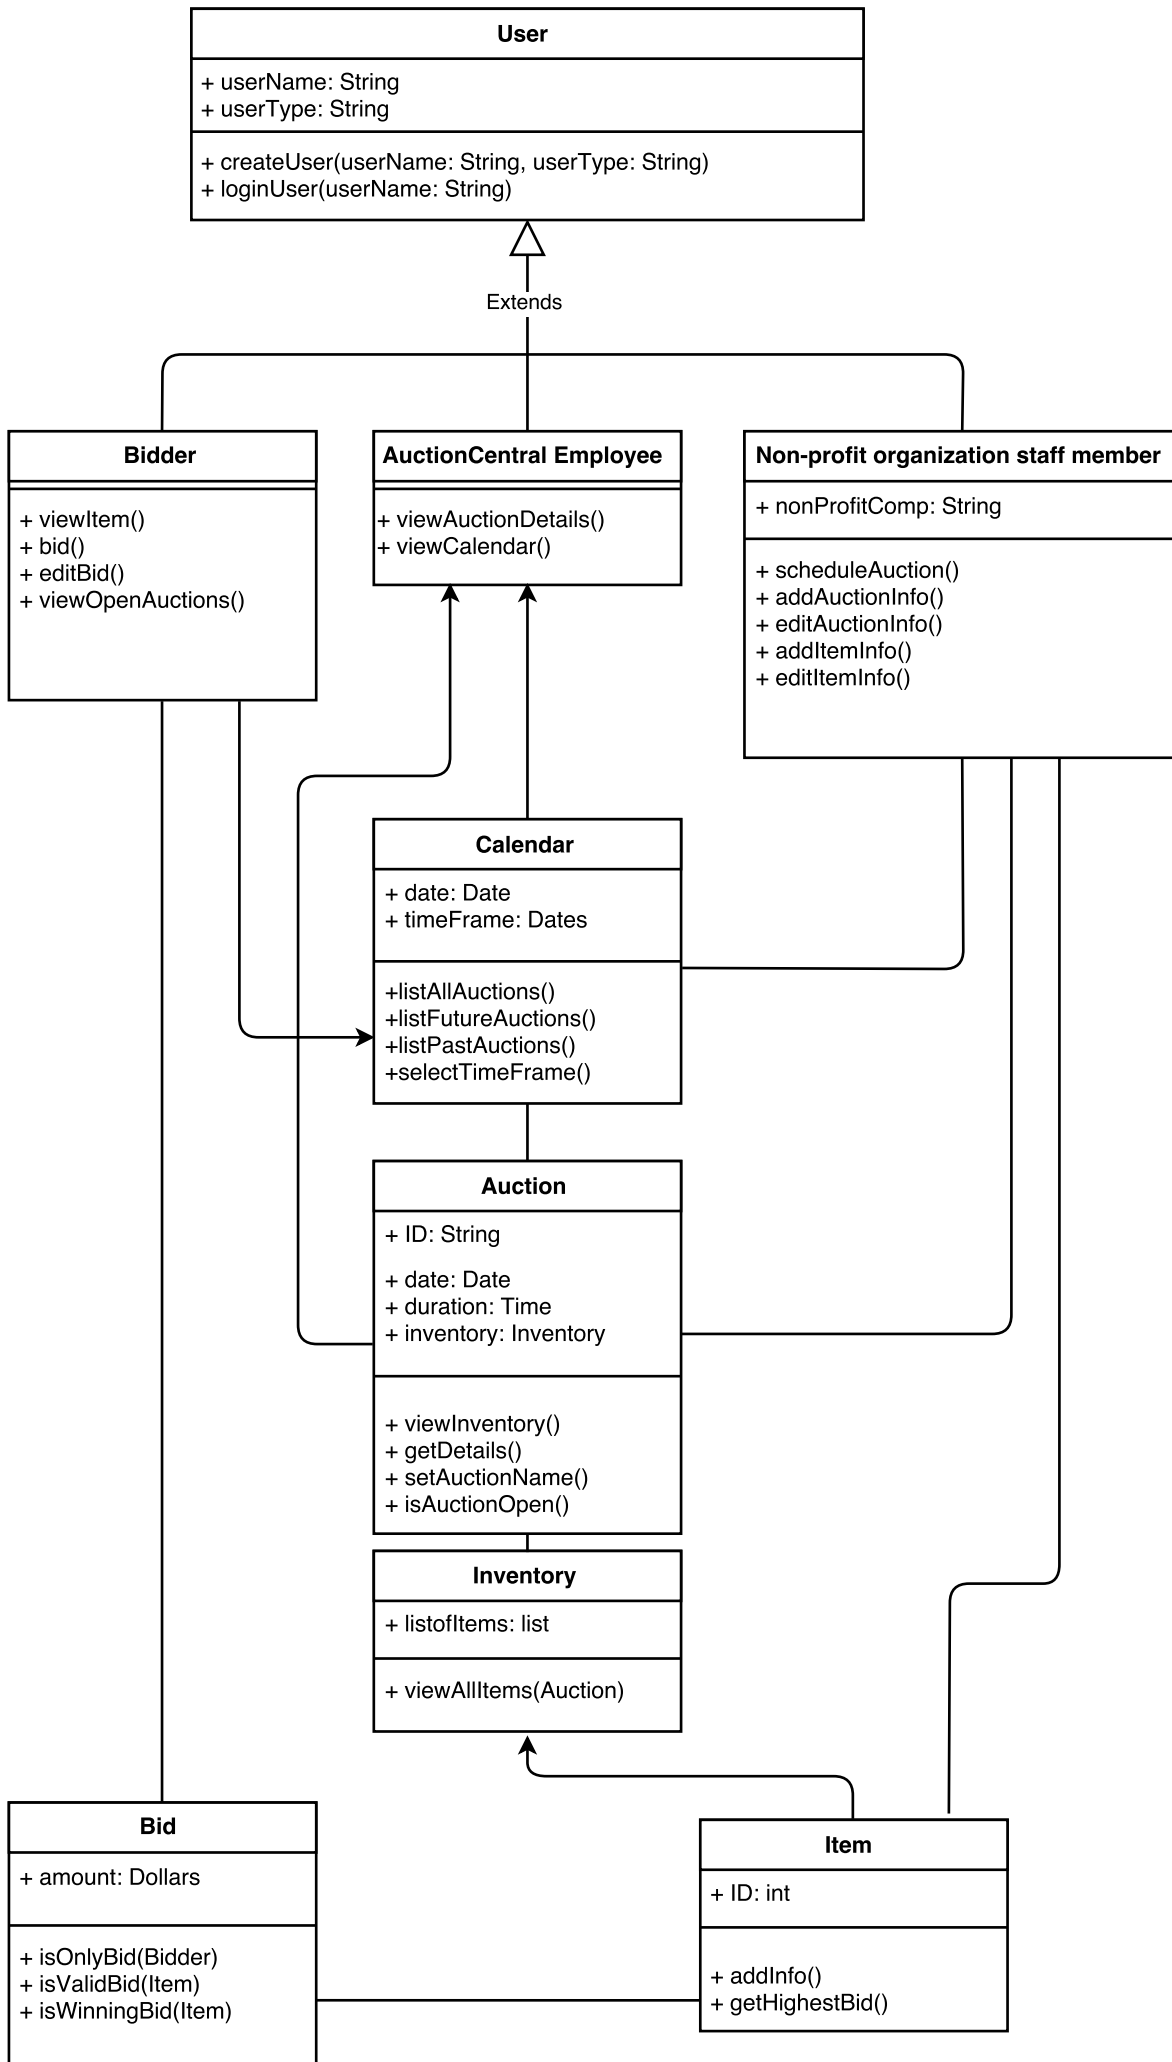 User
+ userName: String
+ userType: String
+ createUser(userName: String, userType: String)
+ loginUser(userName: String)
Extends
Bidder
+ viewItem()
+ bid()
+ editBid()
+ viewOpenAuctions()
AuctionCentral Employee
+ viewAuctionDetails()
+ viewCalendar()
Non-profit organization staff member
+ nonProfitComp: String
+ scheduleAuction()
+ addAuctionInfo()
+ editAuctionInfo()
+ addItemInfo()
+ editItemInfo()
Calendar
+ date: Date
+ timeFrame: Dates
+listAllAuctions()
+listFutureAuctions()
+listPastAuctions()
+selectTimeFrame()
Auction
+ ID: String
+ date: Date
+ duration: Time
+ inventory: Inventory
+ viewInventory()
+ getDetails()
+ setAuctionName()
+ isAuctionOpen()
Inventory
+ listofItems: list
+ viewAllItems(Auction)
Bid
+ amount: Dollars
+ isOnlyBid(Bidder)
+ isValidBid(Item)
+ isWinningBid(Item)
Item
+ ID: int
+ addInfo()
+ getHighestBid()